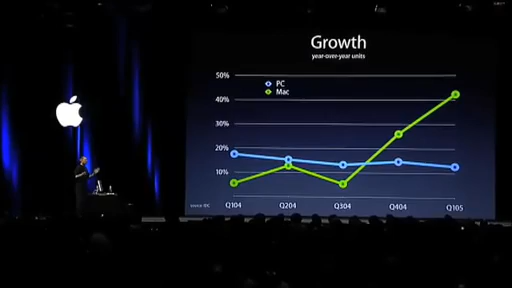 Growth
year-over-year units
50%
PC
Mac
40%
30%
20%
10%
source: IDC
Q104 Q204 Q304 Q404 Q105